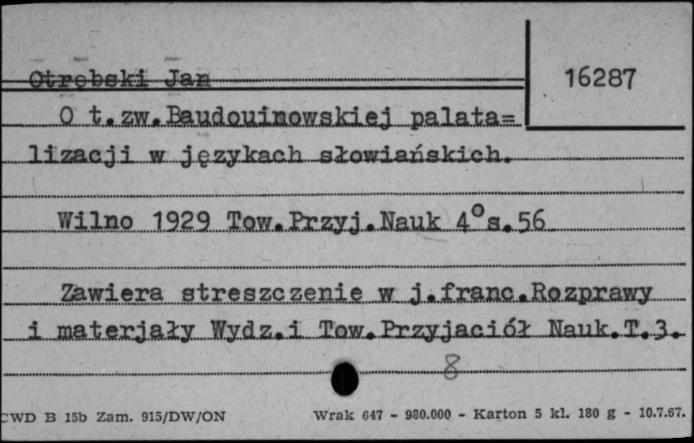 Otrębski Jan
16287
O t.zw.Baudouinowskiej palata=
lizacji w językach słowiańskich.
Wilno 1929 Tow.Przyj.Nauk 4°s.56
Zawiera streszczenie w j.franc.Rozprawy
i materjały Wydz.i Tow.Przyjaciół Nauk.T.3.
8
CWD B 15b Zam. 915/DW/ON Wrak 647 - 980.000 - Karton 5 kl. 180 g - 10.7.67.